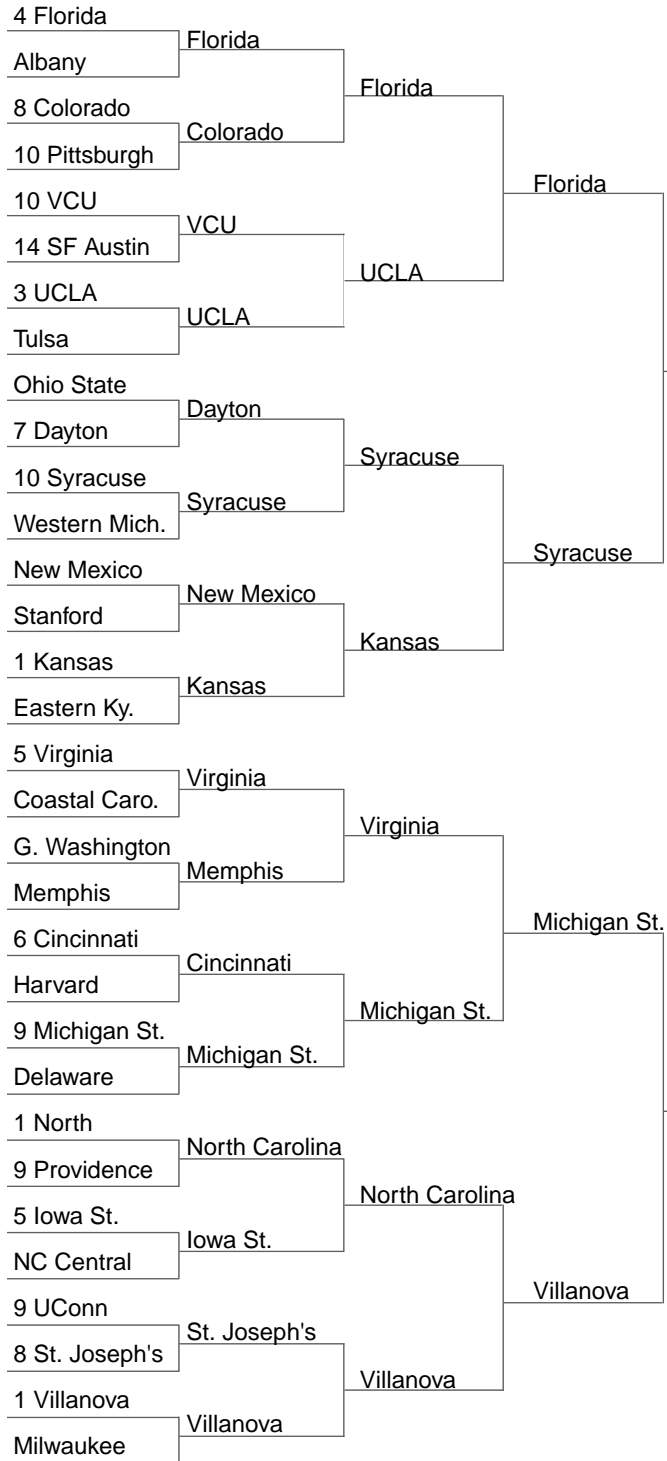 4 Florida
Albany
8 Colorado
10 Pittsburgh
10 VCU
14 SF Austin
3 UCLA
Tulsa
Ohio State
7 Dayton
10 Syracuse
Western Mich.
New Mexico
Stanford
1 Kansas
Eastern Ky.
5 Virginia
Coastal Caro.
G. Washington
Memphis
6 Cincinnati
Harvard
9 Michigan St.
Delaware
1 North
9 Providence
5 Iowa St.
NC Central
9 UConn
8 St. Joseph's
1 Villanova
Milwaukee
Florida
Colorado
VCU
UCLA
Dayton
Syracuse
New Mexico
Kansas
Virginia
Memphis
Cincinnati
Michigan St.
North Carolina
Iowa St.
St. Joseph's
Villanova
Florida
UCLA
Syracuse
Kansas
Virginia
Michigan St.
North Carolina
Villanova
Florida
Syracuse
Michigan St.
Villanova